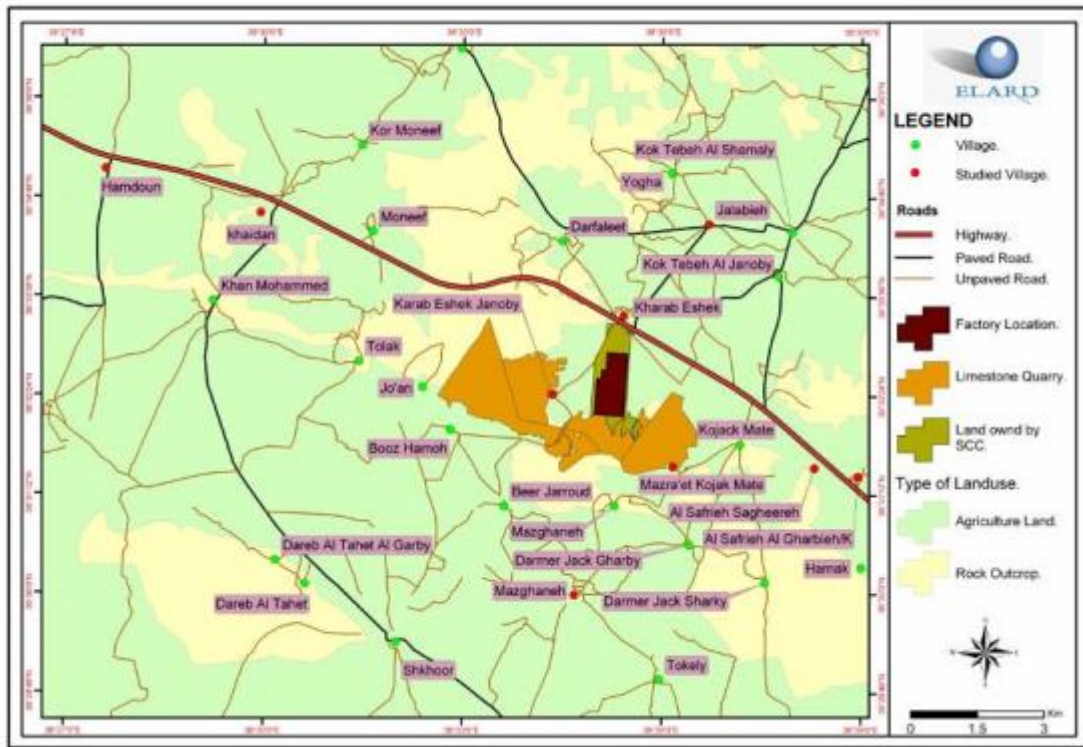 ELARD
LEGEND
Village.
Studied Village.
Roads
Highway.
Paved Road.
Unpaved Road.
Factory Location.
Limestone Quarry.
Land ownd by
SCC.
Type of Landuse.
Agriculture Land.
Rock Outcrop.
0 1.5 3 Km
Kor Moneef
Kok Tebeh Al Shamaly
Hamdoun
Yogha
khaidan
Moneef
Jalabieh
Darfaleet
Kok Tebeh Al Janoby
Khan Mohammed
Karab Eshek Janoby
Kharab Eshek
Tolak
Jo'an
Booz Hamoh
Kojack Mate
Mazra'et Kojak Mate
Beer Jarroud
Al Safrieh Sagheereh
Mazghaneh
Al Safrieh Al Gharbieh/K
Dareb Al Tahet Al Garby
Darmer Jack Gharby
Hamak
Mazghaneh
Dareb Al Tahet
Darmer Jack Sharky
Shkhoor
Tokely